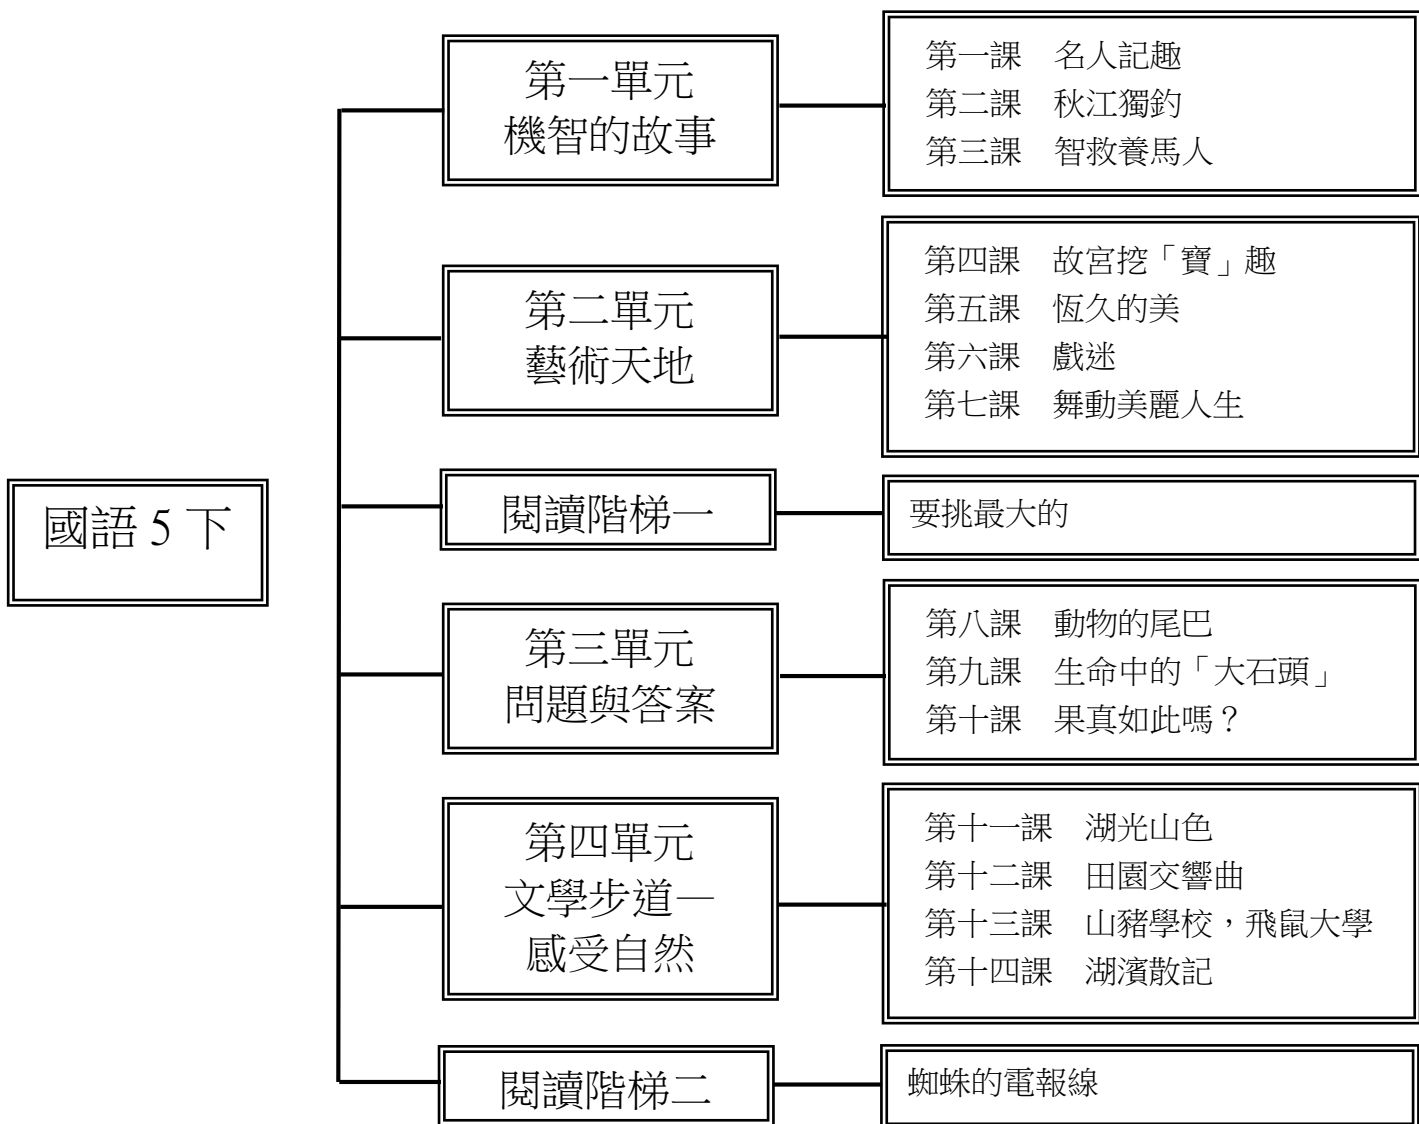 國語 5 下
第一單元
機智的故事
第一課　名人記趣
第二課　秋江獨釣
第三課　智救養馬人
第二單元
藝術天地
第四課　故宮挖「寶」趣
第五課　恆久的美
第六課　戲迷
第七課　舞動美麗人生
閱讀階梯一
要挑最大的
第三單元
問題與答案
第八課　動物的尾巴
第九課　生命中的「大石頭」
第十課　果真如此嗎？
第四單元
文學步道—
感受自然
第十一課　湖光山色
第十二課　田園交響曲
第十三課　山豬學校，飛鼠大學
第十四課　湖濱散記
閱讀階梯二
蜘蛛的電報線